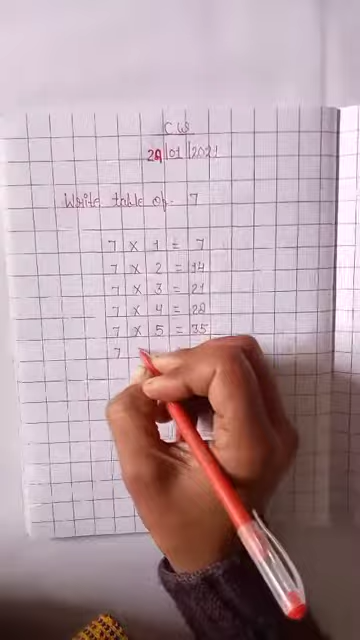 CW
29/01/2021
Write table of 7
7 x 1 = 7
7 x 2 = 14
7 x 3 = 21
7 x 4 = 28
7 x 5 = 35
7